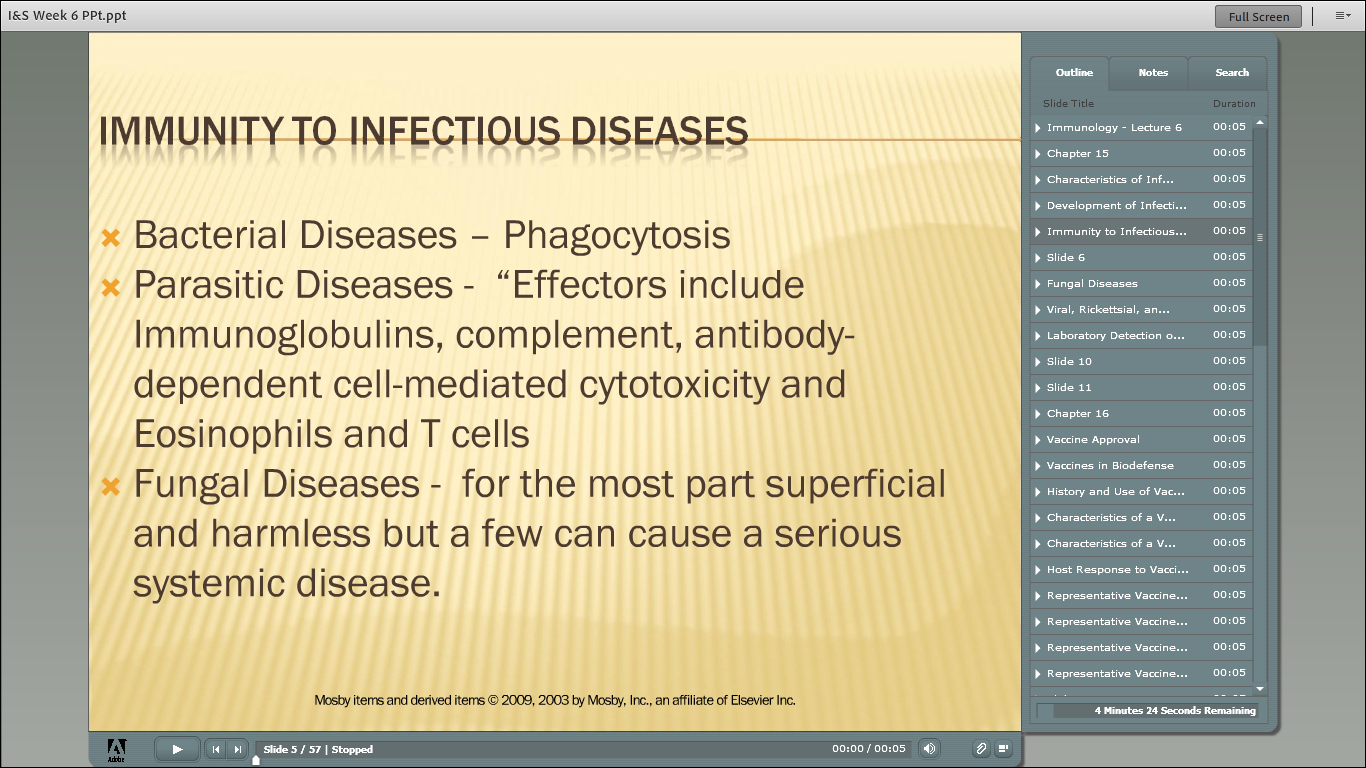 I&S Week 6 PPt.ppt
Full Screen
IMMUNITY TO INFECTIOUS DISEASES
Bacterial Diseases – Phagocytosis
Parasitic Diseases - “Effectors include
Immunoglobulins, complement, antibody-
dependent cell-mediated cytotoxicity and
Eosinophils and T cells
Fungal Diseases - for the most part superficial
and harmless but a few can cause a serious
systemic disease.
Mosby items and derived items © 2009, 2003 by Mosby, Inc., an affiliate of Elsevier Inc.
Outline Notes Search
Slide Title Duration
Immunology - Lecture 6 00:05
Chapter 15 00:05
Characteristics of Inf... 00:05
Development of Infecti... 00:05
Immunity to Infectious... 00:05
Slide 6 00:05
Fungal Diseases 00:05
Viral, Rickettsial, an... 00:05
Laboratory Detection o... 00:05
Slide 10 00:05
Slide 11 00:05
Chapter 16 00:05
Vaccine Approval 00:05
Vaccines in Biodefense 00:05
History and Use of Vac... 00:05
Characteristics of a V... 00:05
Characteristics of a V... 00:05
Host Response to Vacci... 00:05
Representative Vaccine... 00:05
Representative Vaccine... 00:05
Representative Vaccine... 00:05
Representative Vaccine... 00:05
4 Minutes 24 Seconds Remaining
Adobe
Slide 5 / 57 | Stopped 00:00 / 00:05